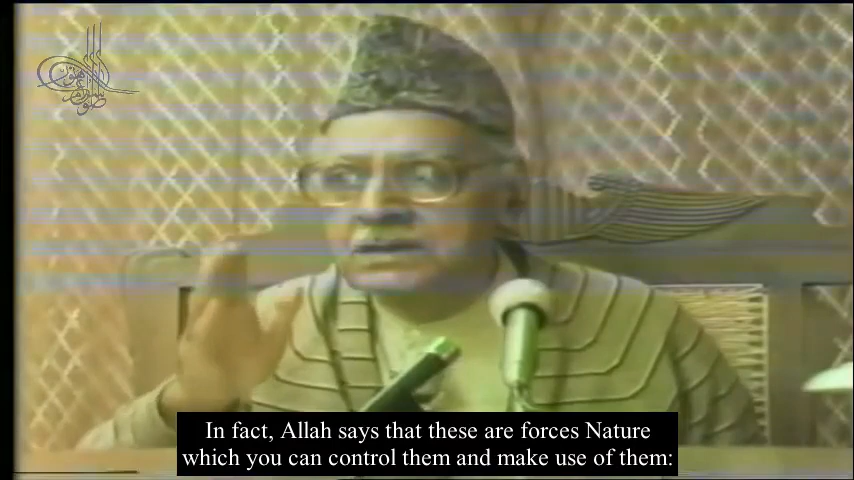 In fact, Allah says that these are forces Nature
which you can control them and make use of them: